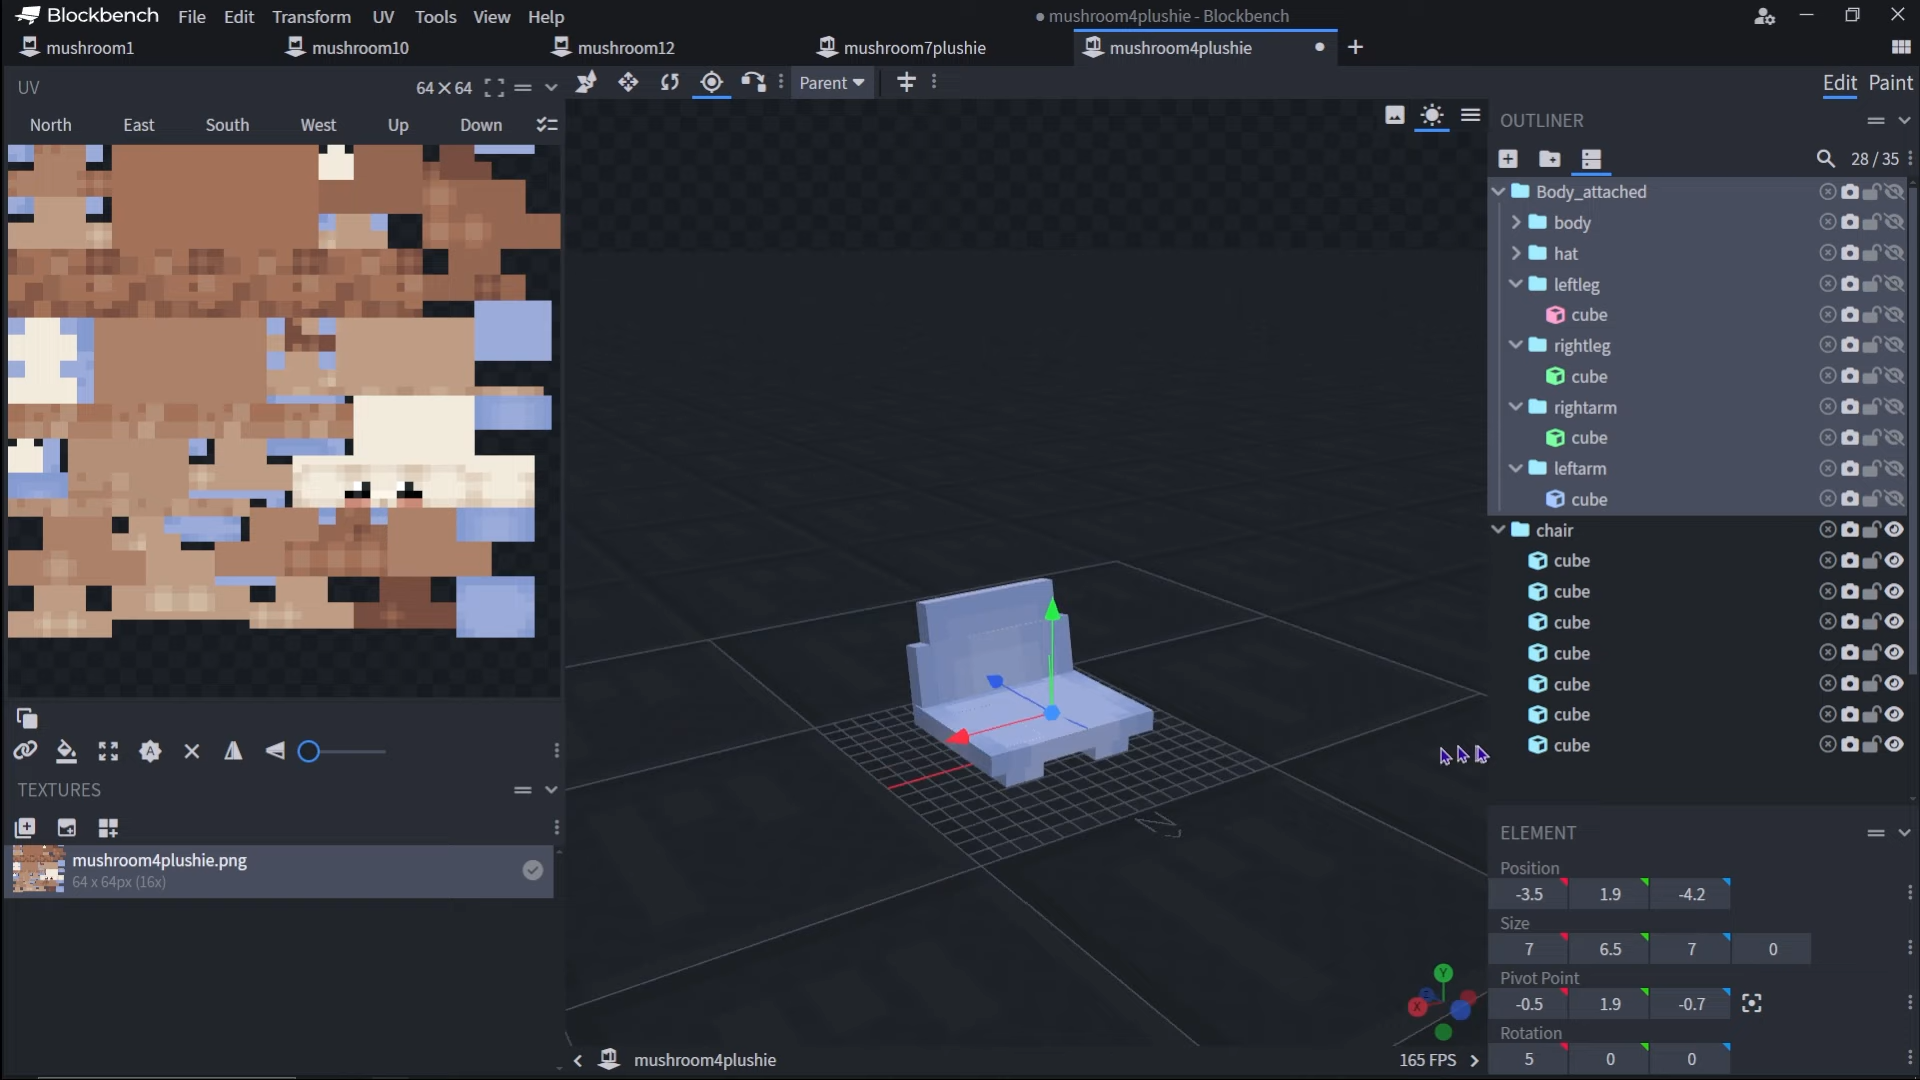 Blockbench File Edit Transform UV Tools View Help
mushroom4plushie - Blockbench
mushroom1 mushroom10 mushroom12 mushroom7plushie mushroom4plushie
UV 64×64
Parent
Edit Paint
North East South West Up Down
OUTLINER
28 / 35
Body_attached
body
hat
leftleg
cube
rightleg
cube
rightarm
cube
leftarm
cube
chair
cube
cube
cube
cube
cube
cube
cube
TEXTURES
mushroom4plushie.png
64 x 64px (16x)
ELEMENT
Position
-3.5 1.9 -4.2
Size
7 6.5 7 0
Pivot Point
-0.5 1.9 -0.7
Rotation
5 0 0
Y
X
mushroom4plushie
165 FPS